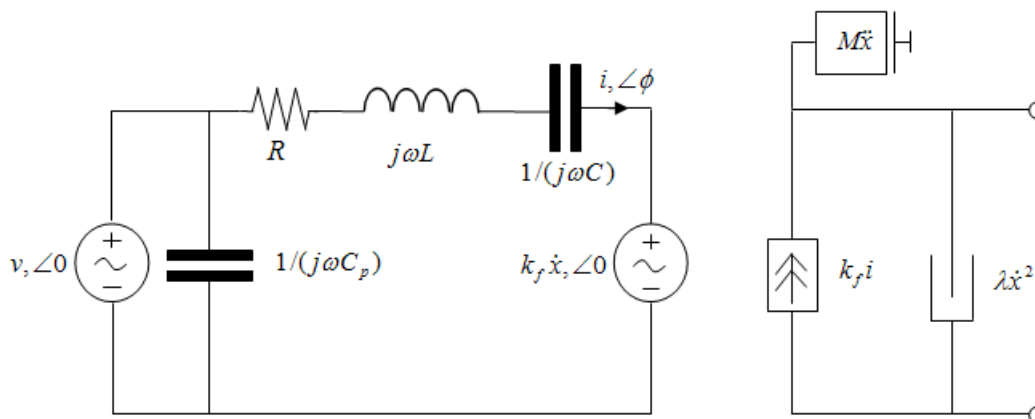 Mẍ
i,∠ϕ
R
jωL
1/(jωC)
+
v,∠0
−
1/(jωC_p)
+
k_f ẋ,∠0
−
k_f i
λẋ²